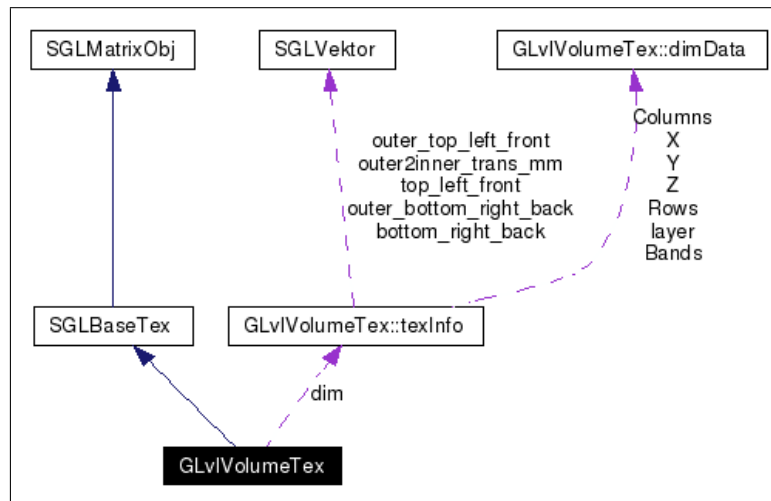 SGLMatrixObj
SGLVektor
GLvlVolumeTex::dimData
outer_top_left_front
outer2inner_trans_mm
top_left_front
outer_bottom_right_back
bottom_right_back
Columns
X
Y
Z
Rows
layer
Bands
SGLBaseTex
GLvlVolumeTex::texInfo
dim
GLvlVolumeTex